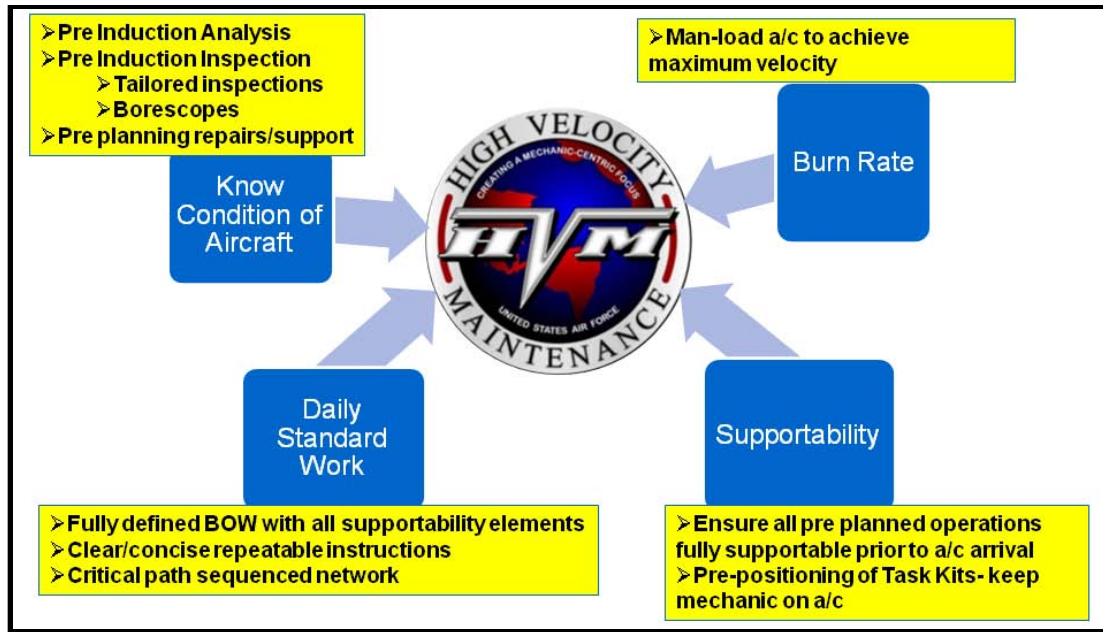 ➢Pre Induction Analysis
➢Pre Induction Inspection
➢Tailored inspections
➢Borescopes
➢Pre planning repairs/support
Know
Condition of
Aircraft
➢Man-load a/c to achieve
maximum velocity
Burn Rate
HIGH VELOCITY
CREATING A MECHANIC-CENTRIC FOCUS
HVM
UNITED STATES AIR FORCE
MAINTENANCE
Daily
Standard
Work
➢Fully defined BOW with all supportability elements
➢Clear/concise repeatable instructions
➢Critical path sequenced network
Supportability
➢Ensure all pre planned operations
fully supportable prior to a/c arrival
➢Pre-positioning of Task Kits- keep
mechanic on a/c